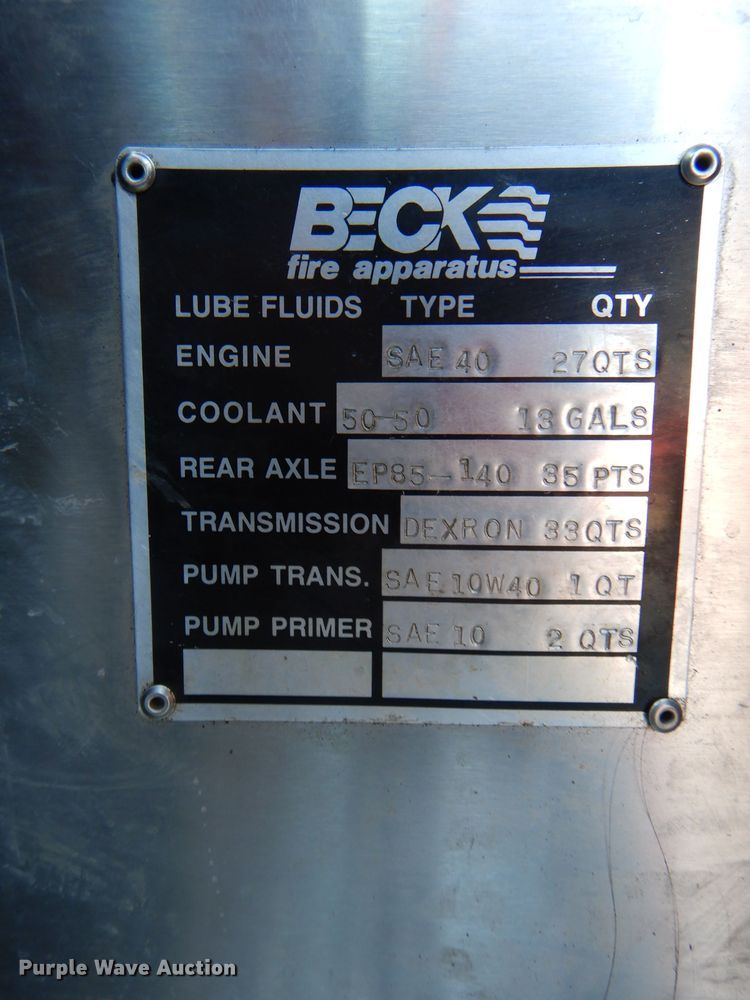 BECK
fire apparatus
LUBE FLUIDS TYPE QTY
ENGINE SAE 40 27QTS
COOLANT 50-50 13 GALS
REAR AXLE EP85-140 35 PTS
TRANSMISSION DEXRON 33QTS
PUMP TRANS. SAE10W40 1 QT
PUMP PRIMER SAE 10 2 QTS
Purple Wave Auction